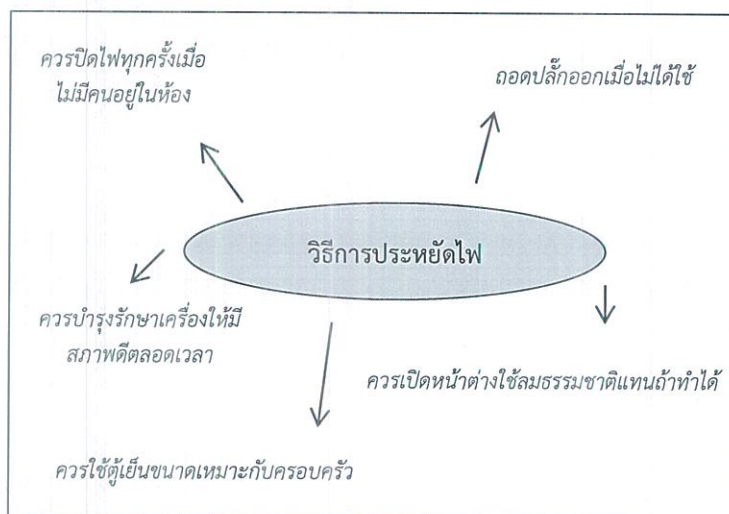 ควรปิดไฟทุกครั้งเมื่อ
ไม่มีคนอยู่ในห้อง
ถอดปลั๊กออกเมื่อไม่ได้ใช้
วิธีการประหยัดไฟ
ควรบำรุงรักษาเครื่องให้มี
สภาพดีตลอดเวลา
ควรเปิดหน้าต่างใช้ลมธรรมชาติแทนถ้าทำได้
ควรใช้ตู้เย็นขนาดเหมาะกับครอบครัว